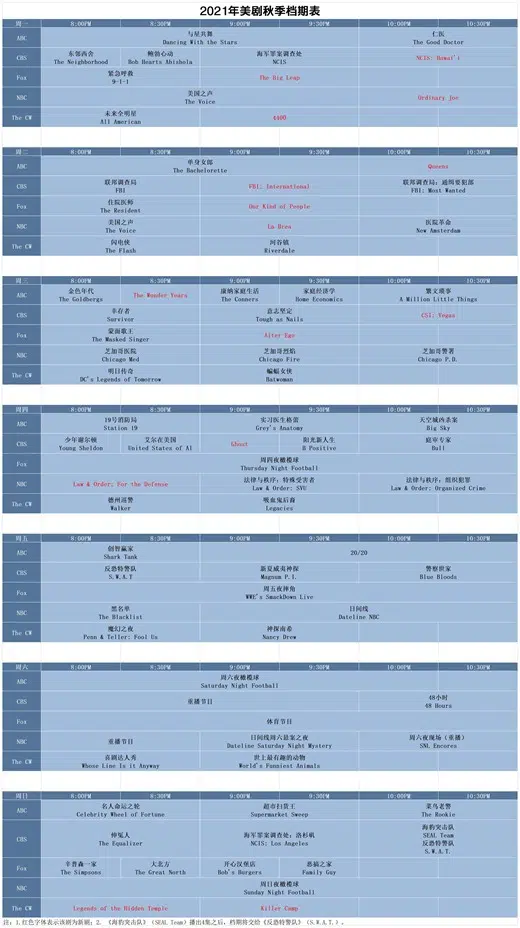 2021年美剧秋季档期表
周一 8:00PM 8:30PM 9:00PM 9:30PM 10:00PM 10:30PM
ABC 与星共舞 仁医
Dancing With the Stars The Good Doctor
CBS 东邻西舍 鲍勃心动 海军罪案调查处 NCIS: Hawai'i
The Neighborhood Bob Hearts Abishola NCIS
Fox 紧急呼救 The Big Leap
9-1-1
NBC 美国之声 Ordinary Joe
The Voice
The CW 未来全明星 4400
All American
周二 8:00PM 8:30PM 9:00PM 9:30PM 10:00PM 10:30PM
ABC 单身女郎 Queens
The Bachelorette
CBS 联邦调查局 FBI: International 联邦调查局：通缉要犯部
FBI FBI: Most Wanted
Fox 住院医师 Our Kind of People
The Resident
NBC 美国之声 La Brea 医院革命
The Voice New Amsterdam
The CW 闪电侠 河谷镇
The Flash Riverdale
周三 8:00PM 8:30PM 9:00PM 9:30PM 10:00PM 10:30PM
ABC 金色年代 The Wonder Years 康纳家庭生活 家庭经济学 繁文琐事
The Goldbergs The Conners Home Economics A Million Little Things
CBS 幸存者 意志坚定 CSI: Vegas
Survivor Tough as Nails
Fox 蒙面歌王 Alter Ego
The Masked Singer
NBC 芝加哥医院 芝加哥烈焰 芝加哥警署
Chicago Med Chicago Fire Chicago P.D.
The CW 明日传奇 蝙蝠女侠
DC's Legends of Tomorrow Batwoman
周四 8:00PM 8:30PM 9:00PM 9:30PM 10:00PM 10:30PM
ABC 19号消防局 实习医生格蕾 天空城凶杀案
Station 19 Grey's Anatomy Big Sky
CBS 少年谢尔顿 艾尔在美国 Ghost 阳光新人生 庭审专家
Young Sheldon United States of Al B Positive Bull
Fox 周四夜橄榄球
Thursday Night Football
NBC Law & Order: For the Defense 法律与秩序：特殊受害者 法律与秩序：组织犯罪
Law & Order: SVU Law & Order: Organized Crime
The CW 德州巡警 吸血鬼后裔
Walker Legacies
周五 8:00PM 8:30PM 9:00PM 9:30PM 10:00PM 10:30PM
ABC 创智赢家 20/20
Shark Tank
CBS 反恐特警队 新夏威夷神探 警察世家
S.W.A.T Magnum P.I. Blue Bloods
Fox 周五夜摔角
WWE's SmackDown Live
NBC 黑名单 日间线
The Blacklist Dateline NBC
The CW 魔幻之夜 神探南希
Penn & Teller: Fool Us Nancy Drew
周六 8:00PM 8:30PM 9:00PM 9:30PM 10:00PM 10:30PM
ABC 周六夜橄榄球
Saturday Night Football
CBS 重播节目 48小时
48 Hours
Fox 体育节目
NBC 重播节目 日间线周六悬案之夜 周六夜现场（重播）
Dateline Saturday Night Mystery SNL Encores
The CW 喜剧达人秀 世上最有趣的动物
Whose Line is it Anyway World's Funniest Animals
周日 8:00PM 8:30PM 9:00PM 9:30PM 10:00PM 10:30PM
ABC 名人命运之轮 超市扫货王 菜鸟老警
Celebrity Wheel of Fortune Supermarket Sweep The Rookie
CBS 伸冤人 海军罪案调查处：洛杉矶 海豹突击队
The Equalizer NCIS: Los Angeles SEAL Team
反恐特警队
S.W.A.T.
Fox 辛普森一家 大北方 开心汉堡店 恶搞之家
The Simpsons The Great North Bob's Burgers Family Guy
NBC 周日夜橄榄球
Sunday Night Football
The CW Legends of the Hidden Temple Killer Camp
注：1.红色字体表示该剧为新剧；2. 《海豹突击队》（SEAL Team）播出4集之后，档期将交给《反恐特警队》（S.W.A.T.）。